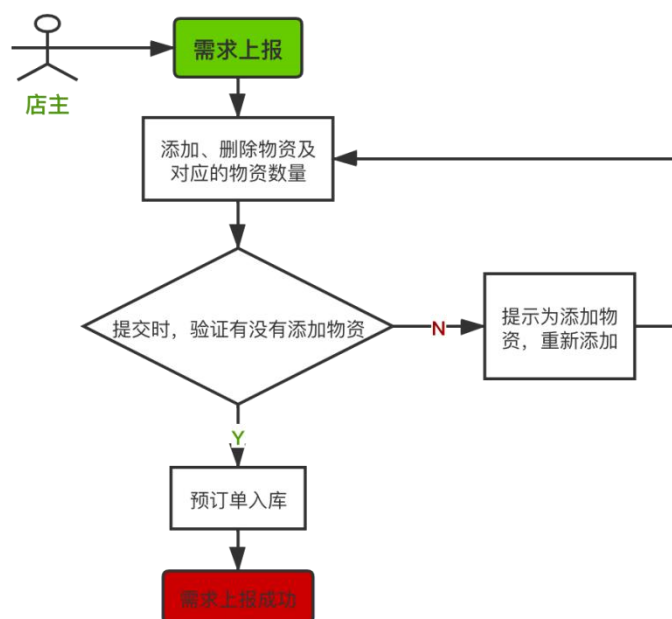 需求上报
店主
添加、删除物资及
对应的物资数量
提交时，验证有没有添加物资
N
提示为添加物
资，重新添加
Y
预订单入库
需求上报成功